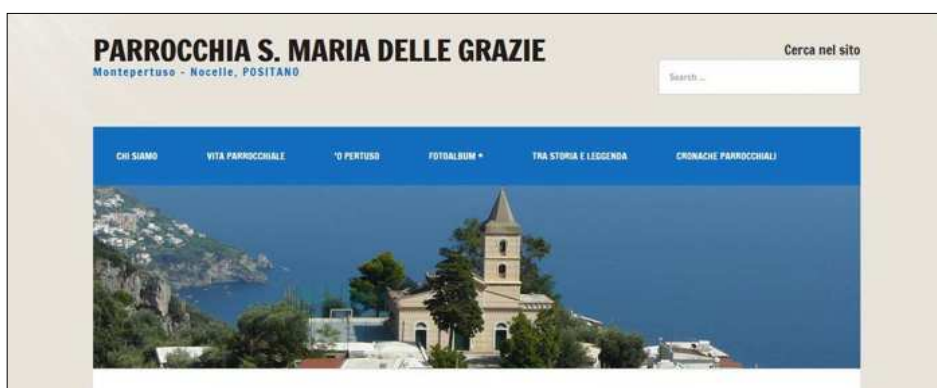 PARROCCHIA S. MARIA DELLE GRAZIE
Montepertuso - Nocelle, POSITANO
Cerca nel sito
Search ...
CHI SIAMO VITA PARROCCHIALE 'O PERTUSO FOTOALBUM TRA STORIA E LEGGENDA CRONACHE PARROCCHIALI